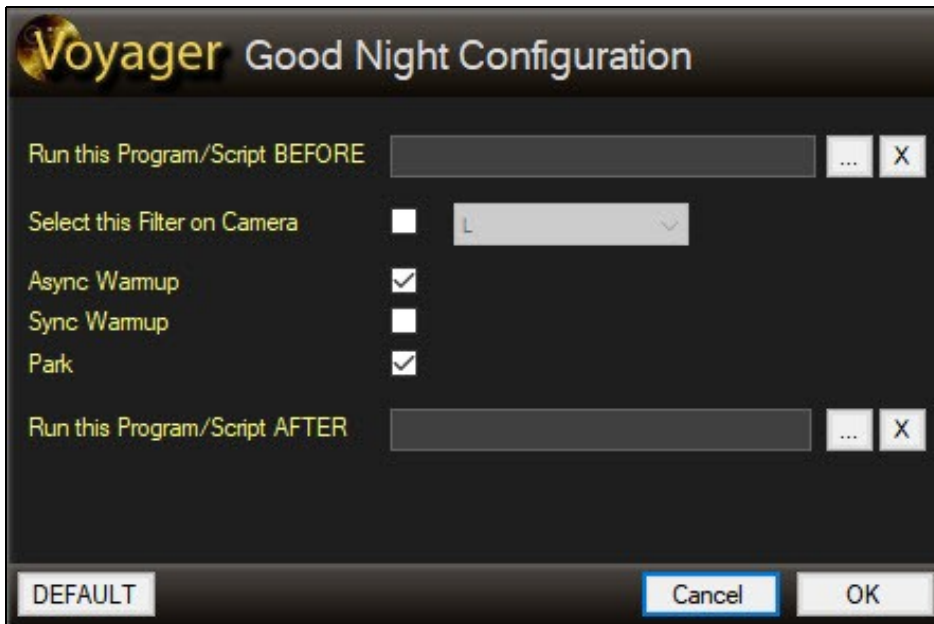 Voyager Good Night Configuration
Run this Program/Script BEFORE ... X
Select this Filter on Camera L
Async Warmup
Sync Warmup
Park
Run this Program/Script AFTER ... X
DEFAULT Cancel OK